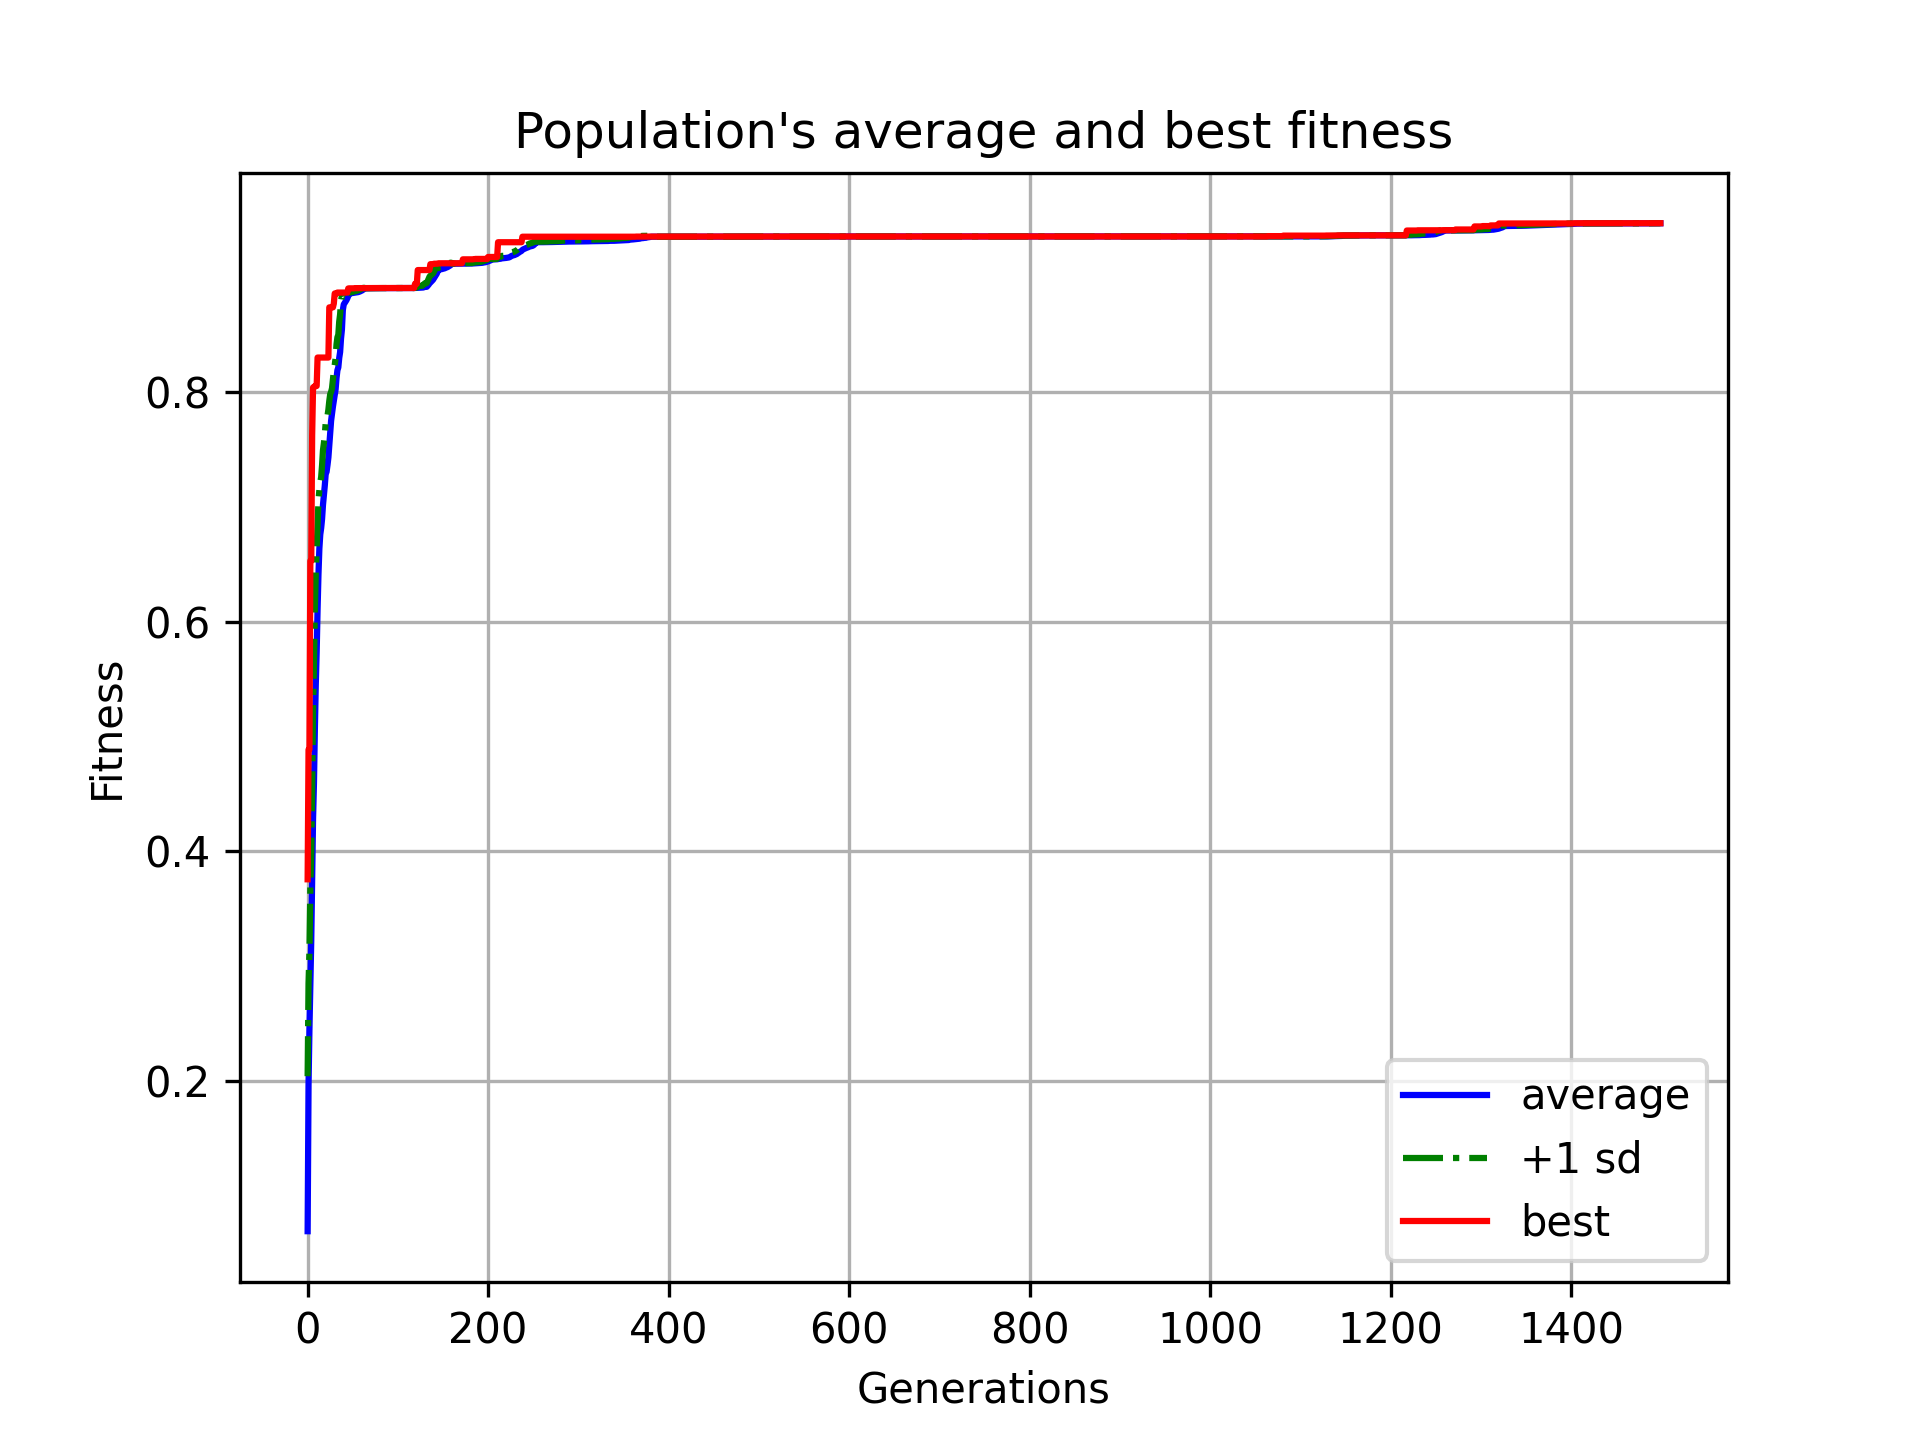 Population's average and best fitness
Fitness
0.8
0.6
0.4
0.2
0 200 400 600 800 1000 1200 1400
Generations
average
+1 sd
best